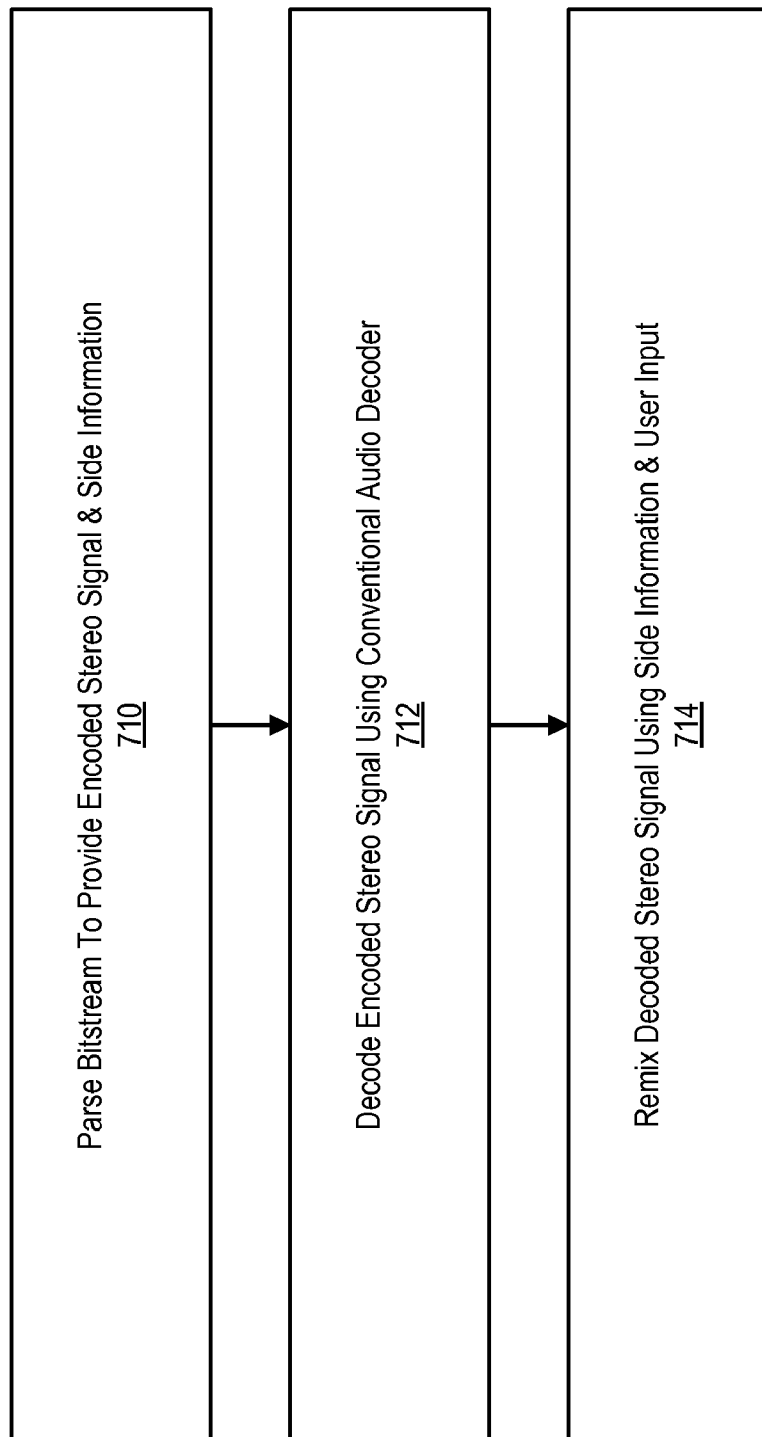 Parse Bitstream To Provide Encoded Stereo Signal & Side Information
710
Decode Encoded Stereo Signal Using Conventional Audio Decoder
712
Remix Decoded Stereo Signal Using Side Information & User Input
714